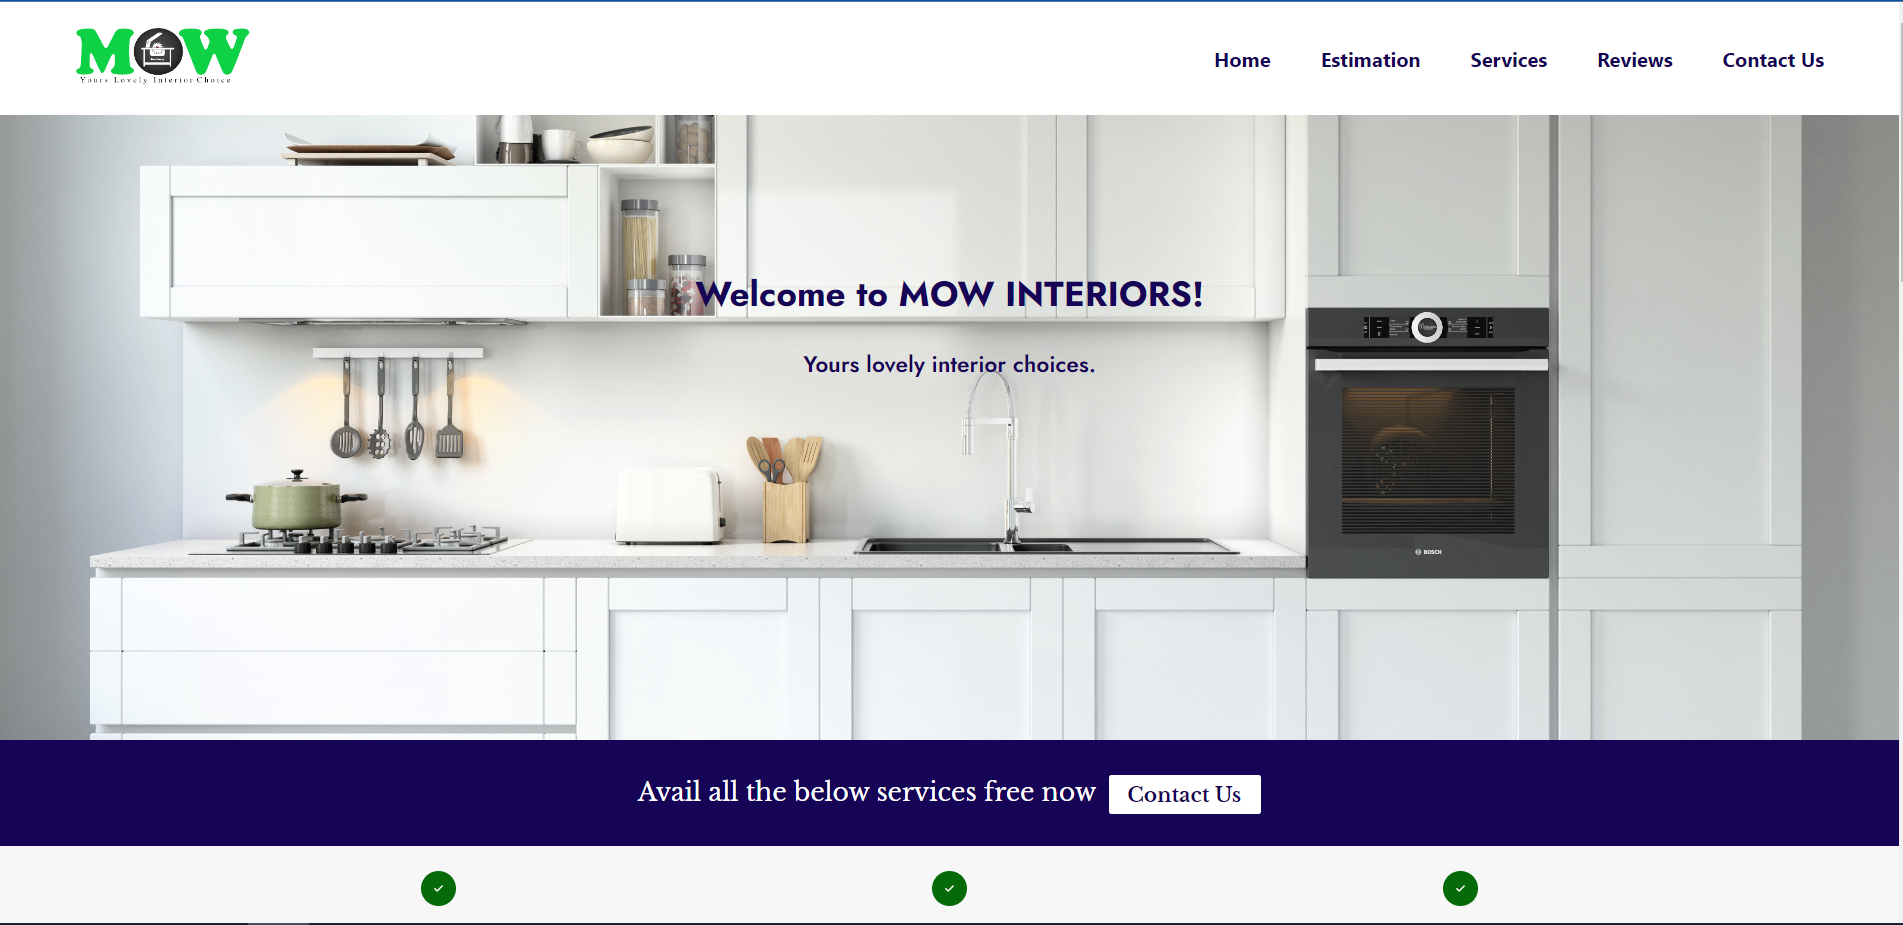 MOW
Yours Lovely Interior Choice
Home Estimation Services Reviews Contact Us
Welcome to MOW INTERIORS!
Yours lovely interior choices.
BOSCH
Avail all the below services free now Contact Us